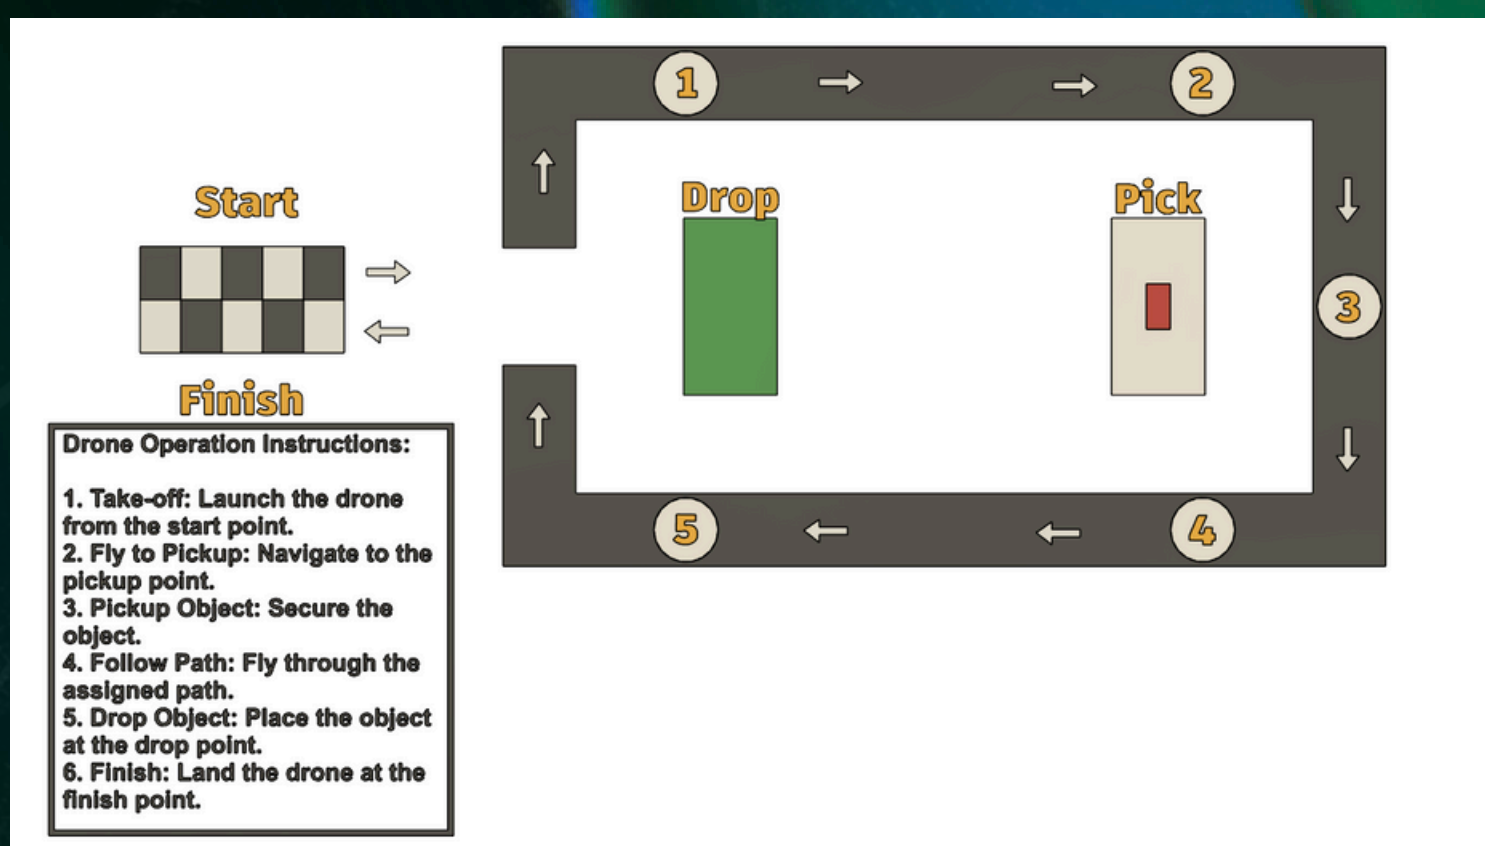 1
2
Start
Drop
Pick
3
Finish
Drone Operation Instructions:
1. Take-off: Launch the drone
from the start point.
2. Fly to Pickup: Navigate to the
pickup point.
3. Pickup Object: Secure the
object.
4. Follow Path: Fly through the
assigned path.
5. Drop Object: Place the object
at the drop point.
6. Finish: Land the drone at the
finish point.
5
4